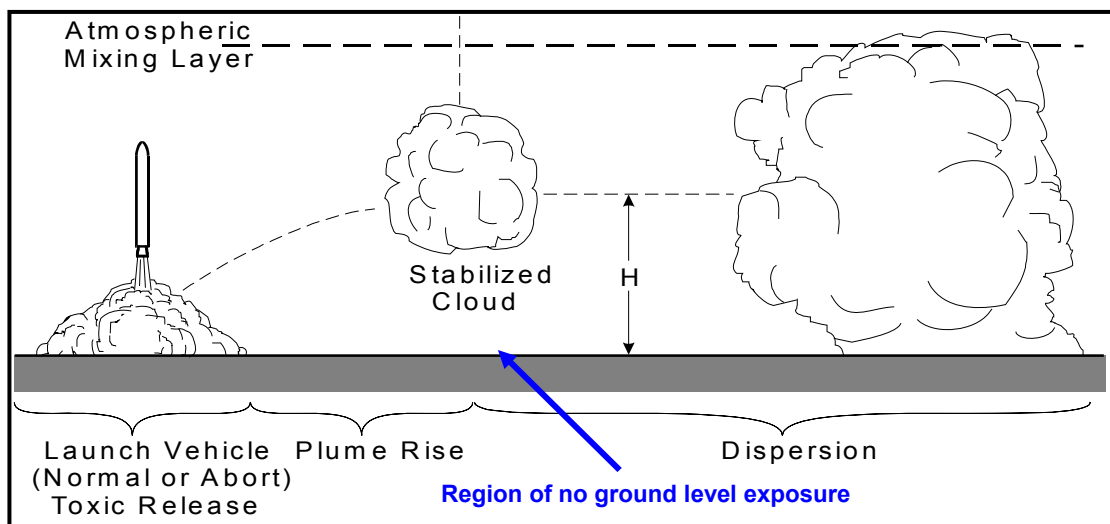 Atmospheric
Mixing Layer
Stabilized
Cloud
H
Launch Vehicle
(Normal or Abort)
Toxic Release
Plume Rise
Dispersion
Region of no ground level exposure